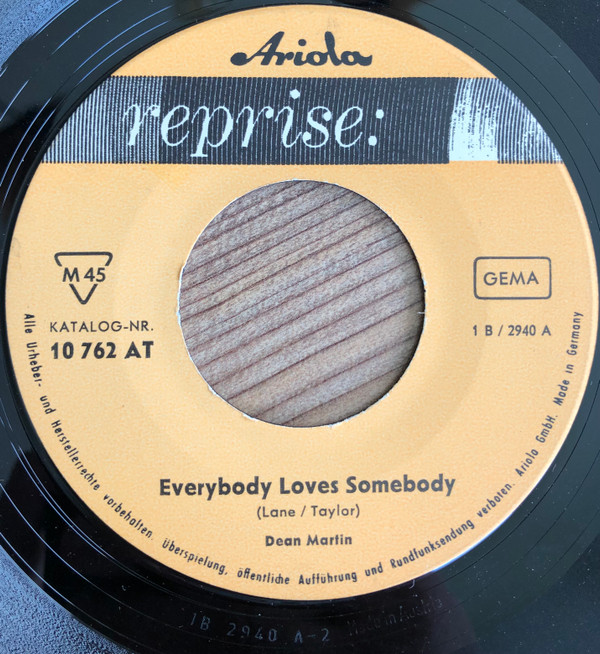 Ariola
reprise:
M 45
GEMA
KATALOG-NR.
10 762 AT
1 B / 2940 A
Everybody Loves Somebody
(Lane / Taylor)
Dean Martin
Alle Urheber- und Herstellerrechte vorbehalten. Überspielung, öffentliche Aufführung und Rundfunksendung verboten. Ariola GmbH. Made in Germany
1B 2940 A-2